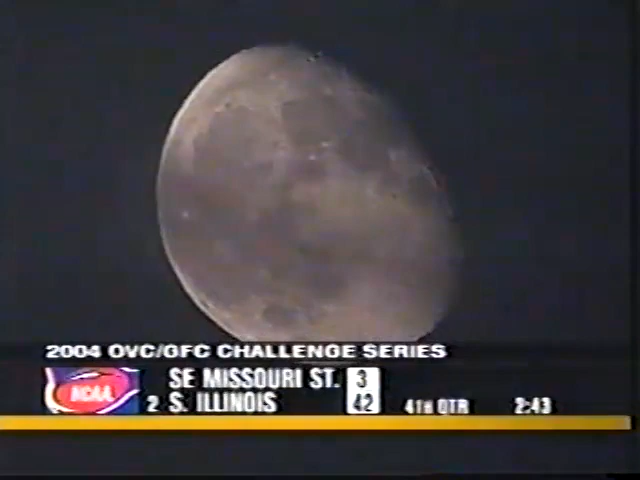 2004 OVC/GFC CHALLENGE SERIES
NCAA
SE MISSOURI ST. 3
2 S. ILLINOIS 42
4TH QTR 2:43